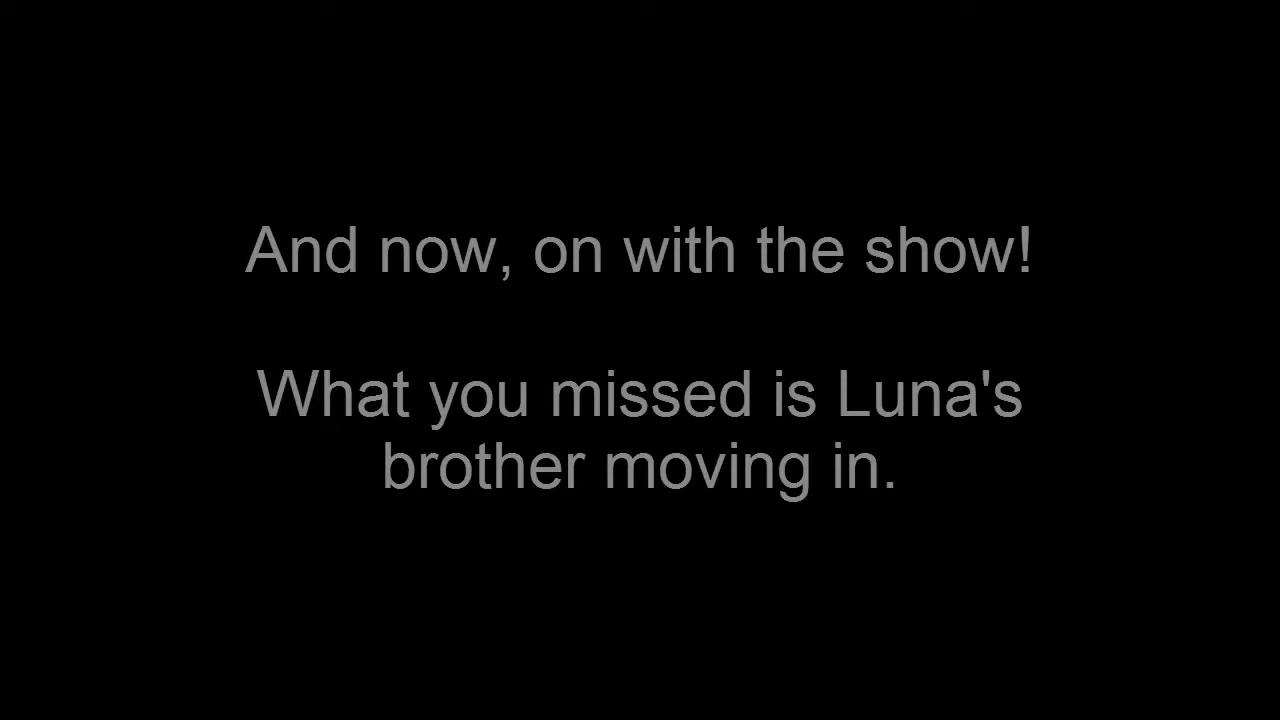 And now, on with the show!
What you missed is Luna's
brother moving in.